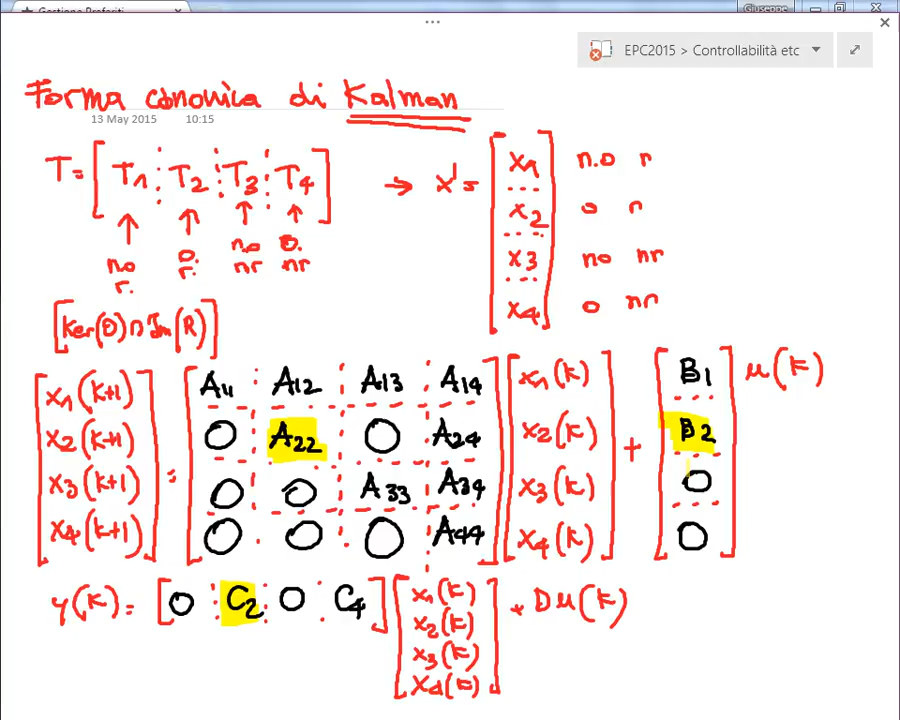 Gestione Preferiti
Giuseppe
EPC2015 > Controllabilità etc
Forma canonica di Kalman
13 May 2015 10:15
T = [ T1 T2 T3 T4 ] → x' = [ x1 x2 x3 x4 ]
n.o r
o r
no nr
o nr
no r. o. r. n.o nr o. nr
[ Ker(O) ∩ Im(R) ]
[ x1(k+1) x2(k+1) x3(k+1) x4(k+1) ] =
A11 A12 A13 A14
0 A22 0 A24
0 0 A33 A34
0 0 0 A44
[ x1(k) x2(k) x3(k) x4(k) ] + [ B1 B2 0 0 ] u(k)
y(k) = [ 0 C2 0 C4 ] [ x1(k) x2(k) x3(k) x4(k) ] + D u(k)